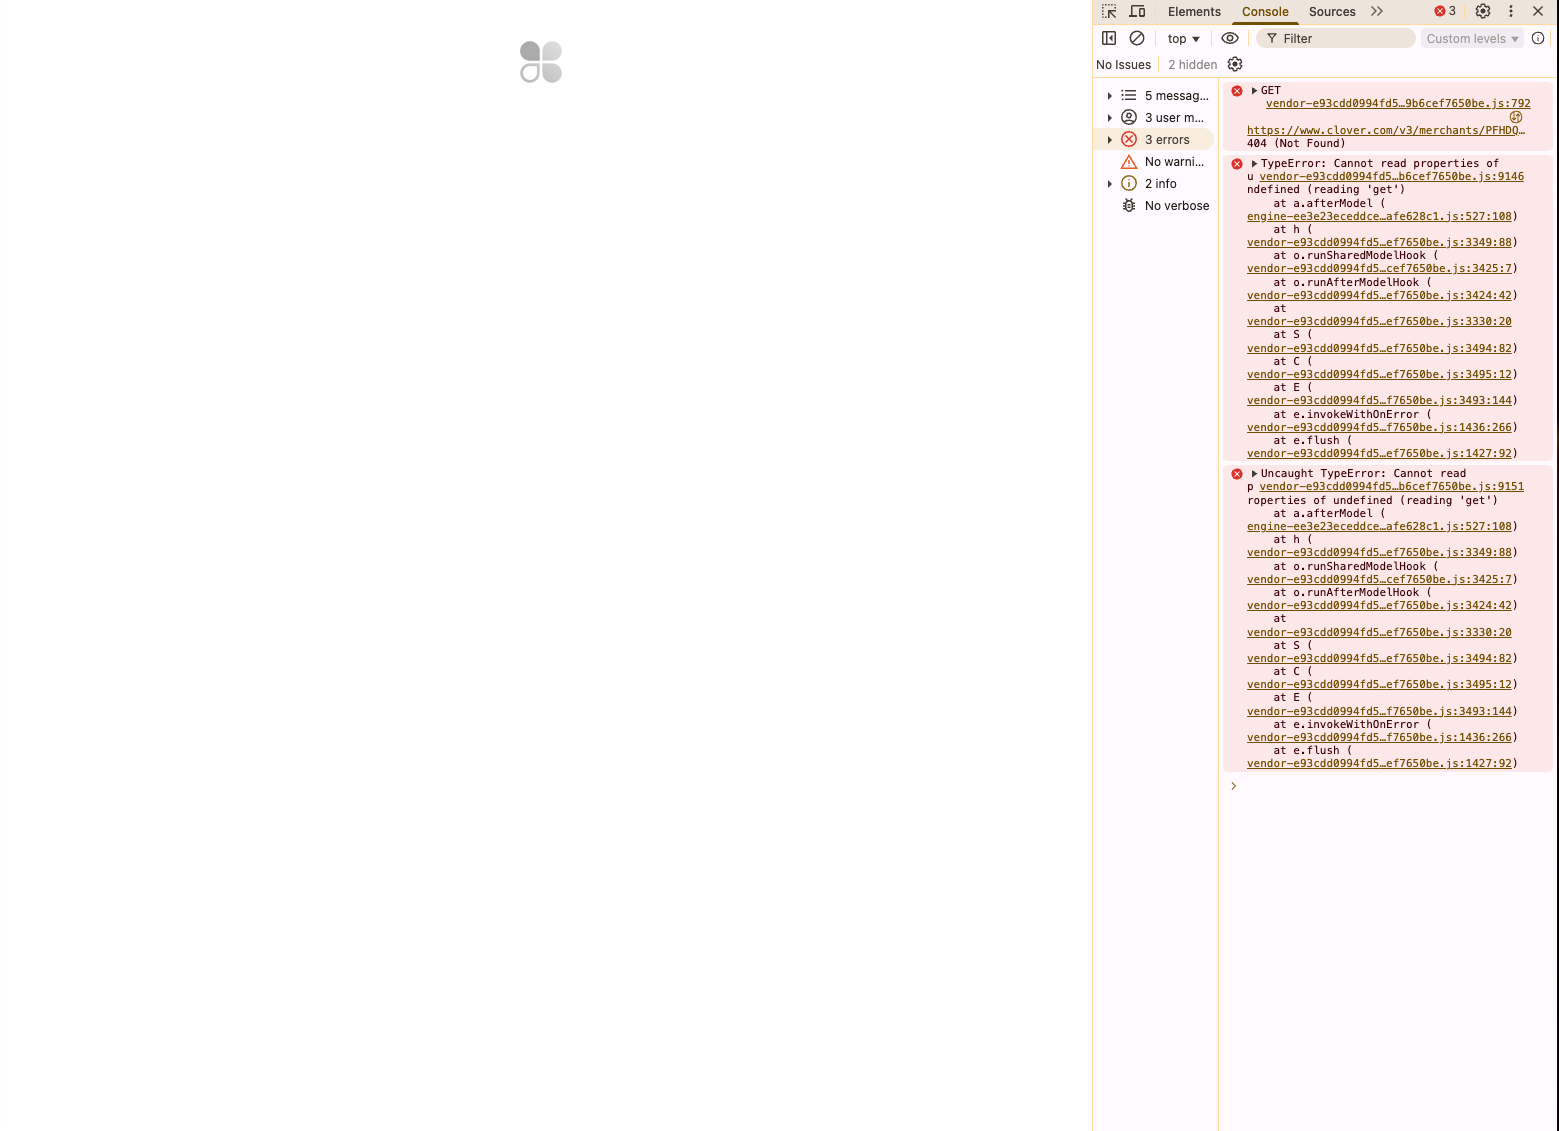 Elements Console Sources 3
top Filter Custom levels
No Issues 2 hidden
5 messag...
3 user m...
3 errors
No warni...
2 info
No verbose
GET
vendor-e93cdd0994fd5…9b6cef7650be.js:792
https://www.clover.com/v3/merchants/PFHDQ…
404 (Not Found)
TypeError: Cannot read properties of
u vendor-e93cdd0994fd5…b6cef7650be.js:9146
ndefined (reading 'get')
at a.afterModel (
engine-ee3e23eceddce…afe628c1.js:527:108)
at h (
vendor-e93cdd0994fd5…ef7650be.js:3349:88)
at o.runSharedModelHook (
vendor-e93cdd0994fd5…cef7650be.js:3425:7)
at o.runAfterModelHook (
vendor-e93cdd0994fd5…ef7650be.js:3424:42)
at
vendor-e93cdd0994fd5…ef7650be.js:3330:20
at S (
vendor-e93cdd0994fd5…ef7650be.js:3494:82)
at C (
vendor-e93cdd0994fd5…ef7650be.js:3495:12)
at E (
vendor-e93cdd0994fd5…f7650be.js:3493:144)
at e.invokeWithOnError (
vendor-e93cdd0994fd5…f7650be.js:1436:266)
at e.flush (
vendor-e93cdd0994fd5…ef7650be.js:1427:92)
Uncaught TypeError: Cannot read
p vendor-e93cdd0994fd5…b6cef7650be.js:9151
roperties of undefined (reading 'get')
at a.afterModel (
engine-ee3e23eceddce…afe628c1.js:527:108)
at h (
vendor-e93cdd0994fd5…ef7650be.js:3349:88)
at o.runSharedModelHook (
vendor-e93cdd0994fd5…cef7650be.js:3425:7)
at o.runAfterModelHook (
vendor-e93cdd0994fd5…ef7650be.js:3424:42)
at
vendor-e93cdd0994fd5…ef7650be.js:3330:20
at S (
vendor-e93cdd0994fd5…ef7650be.js:3494:82)
at C (
vendor-e93cdd0994fd5…ef7650be.js:3495:12)
at E (
vendor-e93cdd0994fd5…f7650be.js:3493:144)
at e.invokeWithOnError (
vendor-e93cdd0994fd5…f7650be.js:1436:266)
at e.flush (
vendor-e93cdd0994fd5…ef7650be.js:1427:92)